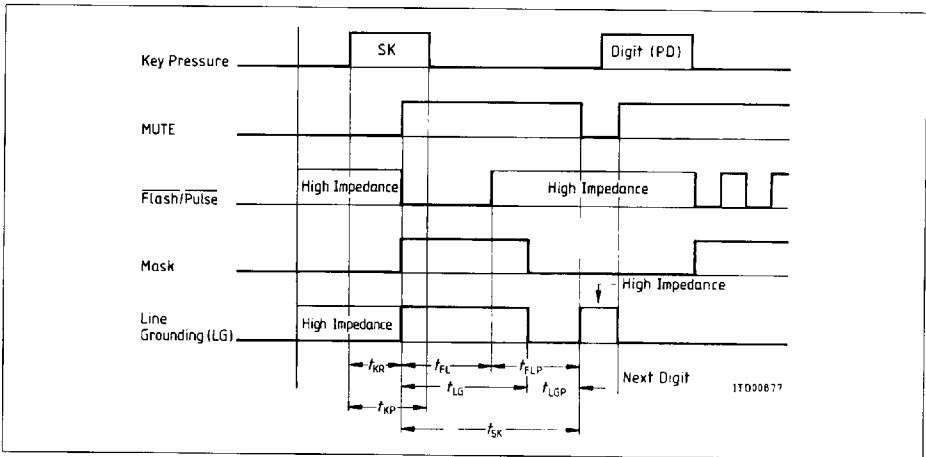 SK
Digit (PD)
Key Pressure
MUTE
High Impedance
High Impedance
Flash/Pulse
Mask
High Impedance
Line
Grounding (LG)
High Impedance
tKR
tFL
tFLP
Next Digit
ITD00677
tLG
tLGP
tKP
tSK